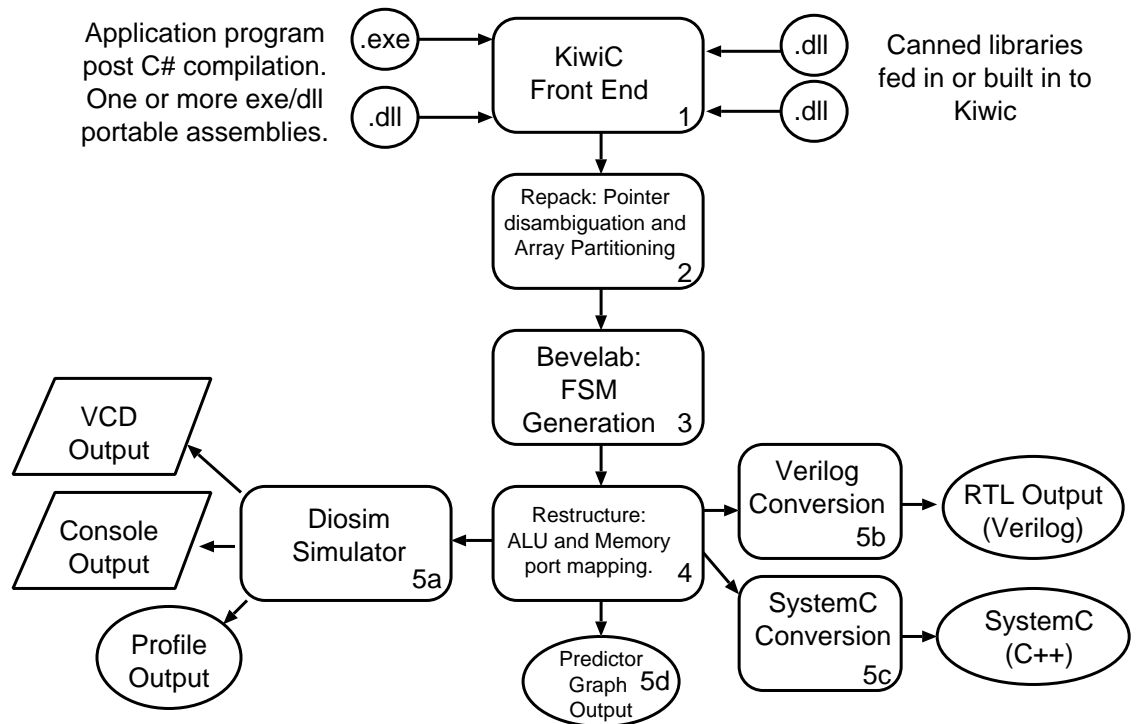 Application program
post C# compilation.
One or more exe/dll
portable assemblies.
.exe
.dll
KiwiC
Front End
1
.dll
.dll
Canned libraries
fed in or built in to
Kiwic
Repack: Pointer
disambiguation and
Array Partitioning
2
Bevelab:
FSM
Generation
3
VCD
Output
Console
Output
Profile
Output
Diosim
Simulator
5a
Restructure:
ALU and Memory
port mapping.
4
Verilog
Conversion
5b
RTL Output
(Verilog)
SystemC
Conversion
5c
SystemC
(C++)
Predictor
Graph
Output
5d